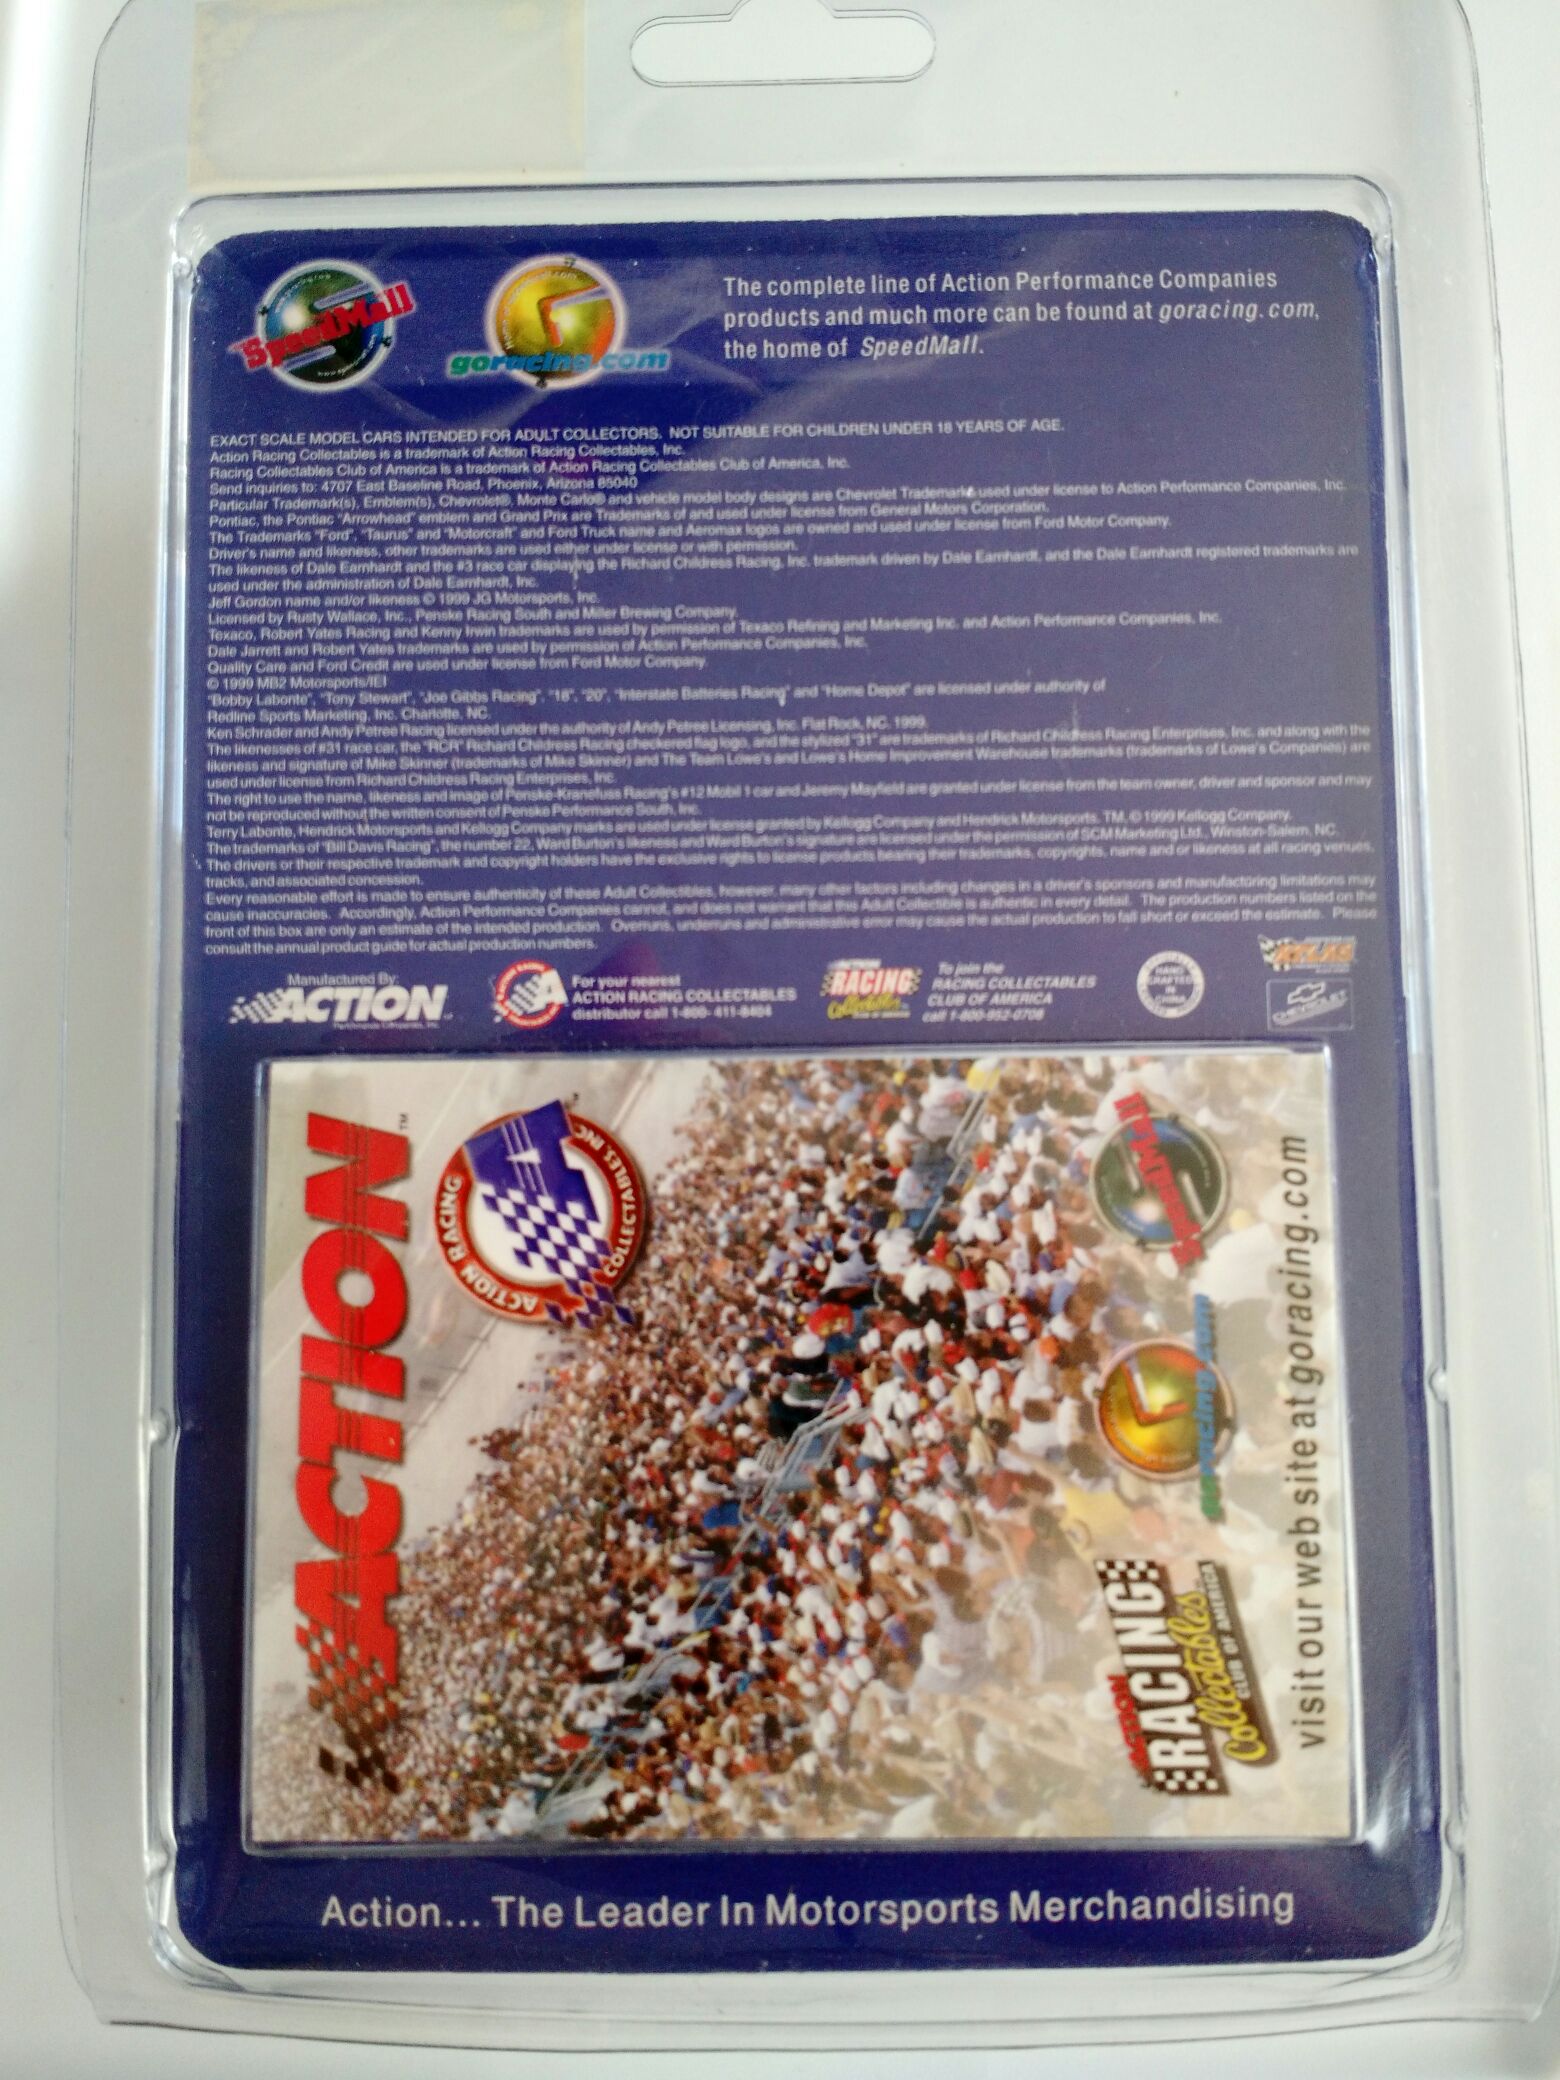 SpeedMall
goracing.com
The complete line of Action Performance Companies
products and much more can be found at goracing.com,
the home of SpeedMall.
EXACT SCALE MODEL CARS INTENDED FOR ADULT COLLECTORS. NOT SUITABLE FOR CHILDREN UNDER 18 YEARS OF AGE.
Action Racing Collectables is a trademark of Action Racing Collectables, Inc.
Racing Collectables Club of America is a trademark of Action Racing Collectables Club of America, Inc.
Send inquiries to: 4707 East Baseline Road, Phoenix, Arizona 85040
Particular Trademark(s), Emblem(s), Chevrolet®, Monte Carlo® and vehicle model body designs are Chevrolet Trademarks used under license to Action Performance Companies, Inc.
Pontiac, the Pontiac "Arrowhead" emblem and Grand Prix are Trademarks of and used under license from General Motors Corporation.
The Trademarks "Ford", "Taurus" and "Motorcraft" and Ford Truck name and Aeromax logos are owned and used under license from Ford Motor Company.
Driver's name and likeness, other trademarks are used either under license or with permission.
The likeness of Dale Earnhardt and the #3 race car displaying the Richard Childress Racing, Inc. trademark driven by Dale Earnhardt, and the Dale Earnhardt registered trademarks are
used under the administration of Dale Earnhardt, Inc.
Jeff Gordon name and/or likeness © 1999 JG Motorsports, Inc.
Licensed by Rusty Wallace, Inc., Penske Racing South and Miller Brewing Company.
Texaco, Robert Yates Racing and Kenny Irwin trademarks are used by permission of Texaco Refining and Marketing Inc. and Action Performance Companies, Inc.
Dale Jarrett and Robert Yates trademarks are used by permission of Action Performance Companies, Inc.
Quality Care and Ford Credit are used under license from Ford Motor Company
© 1999 MB2 Motorsports/IEI
"Bobby Labonte", "Tony Stewart", "Joe Gibbs Racing", "18", "20", "Interstate Batteries Racing" and "Home Depot" are licensed under authority of
Redline Sports Marketing, Inc. Charlotte, NC.
Ken Schrader and Andy Petree Racing licensed under the authority of Andy Petree Licensing, Inc. Flat Rock, NC. 1999.
The likenesses of #31 race car, the "RCR" Richard Childress Racing checkered flag logo, and the stylized "31" are trademarks of Richard Childress Racing Enterprises, Inc. and along with the
likeness and signature of Mike Skinner (trademarks of Mike Skinner) and The Team Lowe's and Lowe's Home Improvement Warehouse trademarks (trademarks of Lowe's Companies) are
used under license from Richard Childress Racing Enterprises, Inc.
The right to use the name, likeness and image of Penske-Kranefuss Racing's #12 Mobil 1 car and Jeremy Mayfield are granted under license from the team owner, driver and sponsor and may
not be reproduced without the written consent of Penske Performance South, Inc.
Terry Labonte, Hendrick Motorsports and Kellogg Company marks are used under license granted by Kellogg Company and Hendrick Motorsports, TM, © 1999 Kellogg Company.
The trademarks of "Bill Davis Racing", the number 22, Ward Burton's likeness and Ward Burton's signature are licensed under the permission of SCM Marketing Ltd., Winston-Salem, NC.
The drivers or their respective trademark and copyright holders have the exclusive rights to license products bearing their trademarks, copyrights, name and or likeness at all racing venues,
tracks, and associated concession.
Every reasonable effort is made to ensure authenticity of these Adult Collectibles, however, many other factors including changes in a driver's sponsors and manufacturing limitations may
cause inaccuracies. Accordingly, Action Performance Companies cannot, and does not warrant that this Adult Collectible is authentic in every detail. The production numbers listed on the
front of this box are only an estimate of the intended production. Overruns, underruns and administrative error may cause the actual production to fall short or exceed the estimate. Please
consult the annual product guide for actual production numbers.
Manufactured By:
ACTION
Performance Companies, Inc.
For your nearest
ACTION RACING COLLECTABLES
distributor call 1-800-411-8404
ACTION
RACING
Collectables
CLUB OF AMERICA
To join the
RACING COLLECTABLES
CLUB OF AMERICA
call 1-800-952-0708
HAND
CRAFTED
IN
CHINA
ATLAS
CHEVROLET
ACTION™
ACTION RACING
COLLECTABLES INC.
SpeedMall
goracing.com
ACTION
RACING
Collectables
CLUB OF AMERICA
visit our web site at goracing.com
Action... The Leader In Motorsports Merchandising